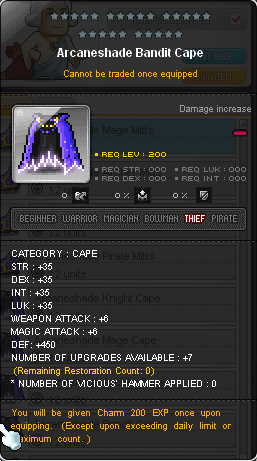 Arcaneshade Bandit Cape
Cannot be traded once equipped
Damage increase
REQ LEV : 200
REQ STR : 000 REQ LUK : 000
REQ DEX : 000 REQ INT : 000
0 0% 0%
BEGINNER WARRIOR MAGICIAN BOWMAN THIEF PIRATE
CATEGORY : CAPE
STR : +35
DEX : +35
INT : +35
LUK : +35
WEAPON ATTACK : +6
MAGIC ATTACK : +6
DEF: +450
NUMBER OF UPGRADES AVAILABLE : +7
(Remaining Restoration Count: 0)
* NUMBER OF VICIOUS' HAMMER APPLIED : 0
You will be given Charm 200 EXP once upon
equipping. (Except upon exceeding daily limit or
maximum count. )